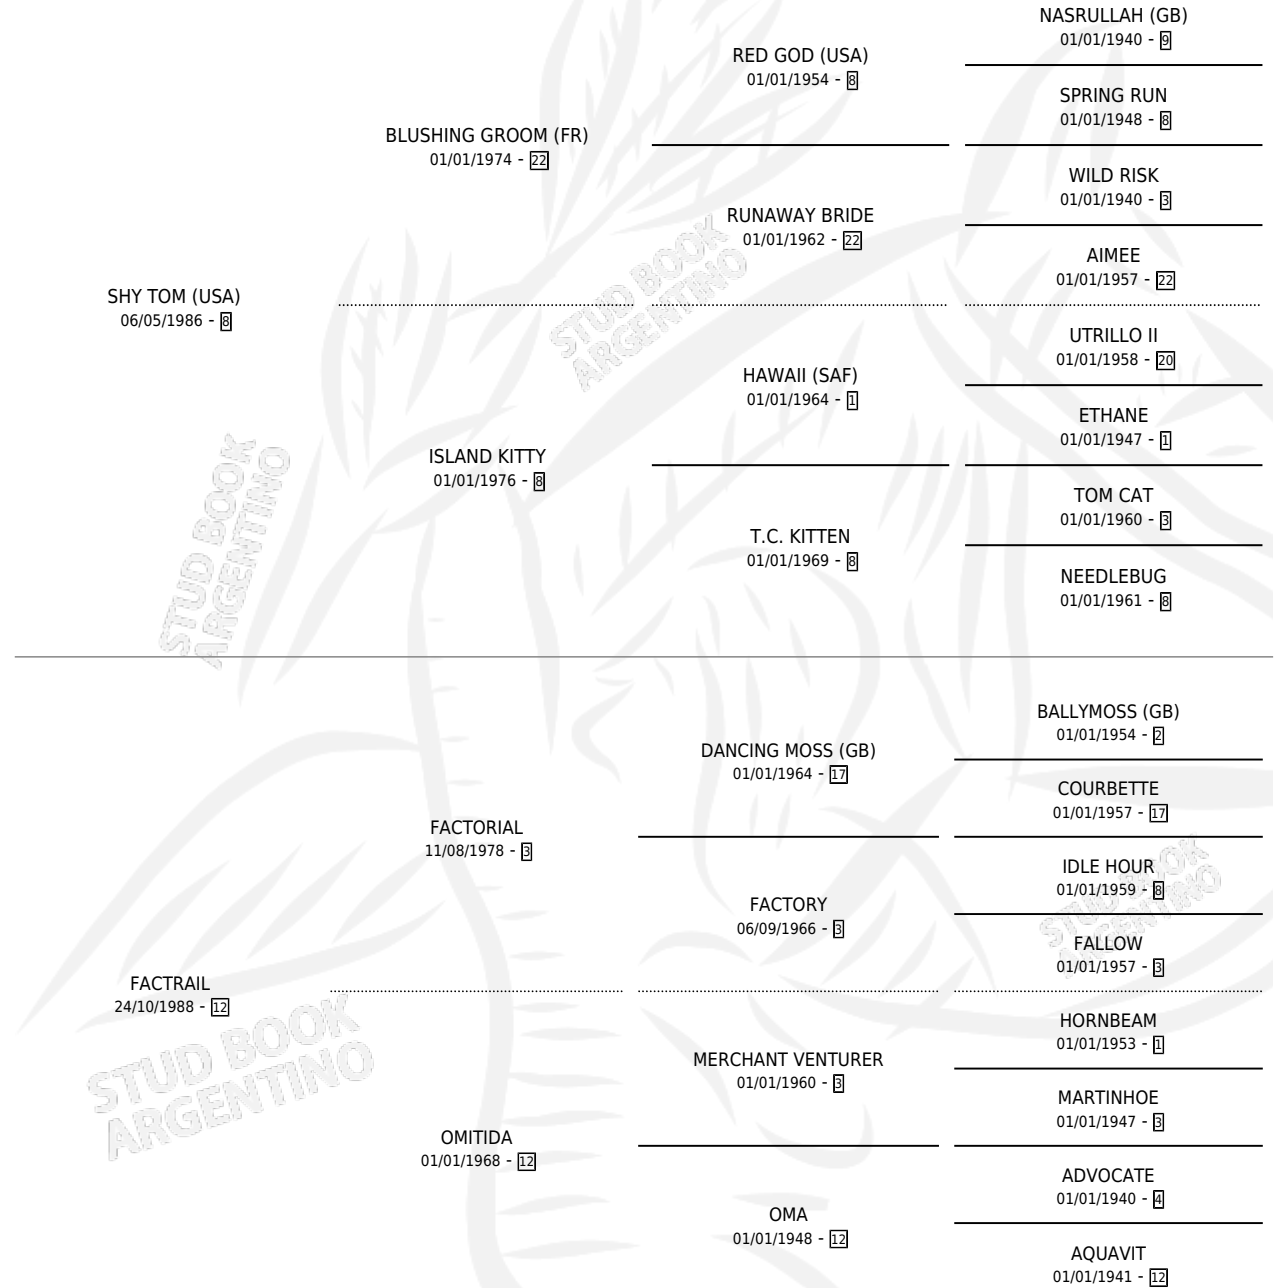 NASRULLAH (GB)
01/01/1940 - 9
RED GOD (USA)
01/01/1954 - 8
SPRING RUN
01/01/1948 - 8
BLUSHING GROOM (FR)
01/01/1974 - 22
WILD RISK
01/01/1940 - 3
RUNAWAY BRIDE
01/01/1962 - 22
AIMEE
01/01/1957 - 22
SHY TOM (USA)
06/05/1986 - 8
UTRILLO II
01/01/1958 - 20
HAWAII (SAF)
01/01/1964 - 1
ETHANE
01/01/1947 - 1
ISLAND KITTY
01/01/1976 - 8
TOM CAT
01/01/1960 - 3
T.C. KITTEN
01/01/1969 - 8
NEEDLEBUG
01/01/1961 - 8
BALLYMOSS (GB)
01/01/1954 - 2
DANCING MOSS (GB)
01/01/1964 - 17
COURBETTE
01/01/1957 - 17
FACTORIAL
11/08/1978 - 3
IDLE HOUR
01/01/1959 - 8
FACTORY
06/09/1966 - 3
FALLOW
01/01/1957 - 3
FACTRAIL
24/10/1988 - 12
HORNBEAM
01/01/1953 - 1
MERCHANT VENTURER
01/01/1960 - 3
MARTINHOE
01/01/1947 - 3
OMITIDA
01/01/1968 - 12
ADVOCATE
01/01/1940 - 4
OMA
01/01/1948 - 12
AQUAVIT
01/01/1941 - 12
STUD BOOK
ARGENTINO
STUD BOOK
ARGENTINO
STUD BOOK
ARGENTINO
STUD BOOK
ARGENTINO